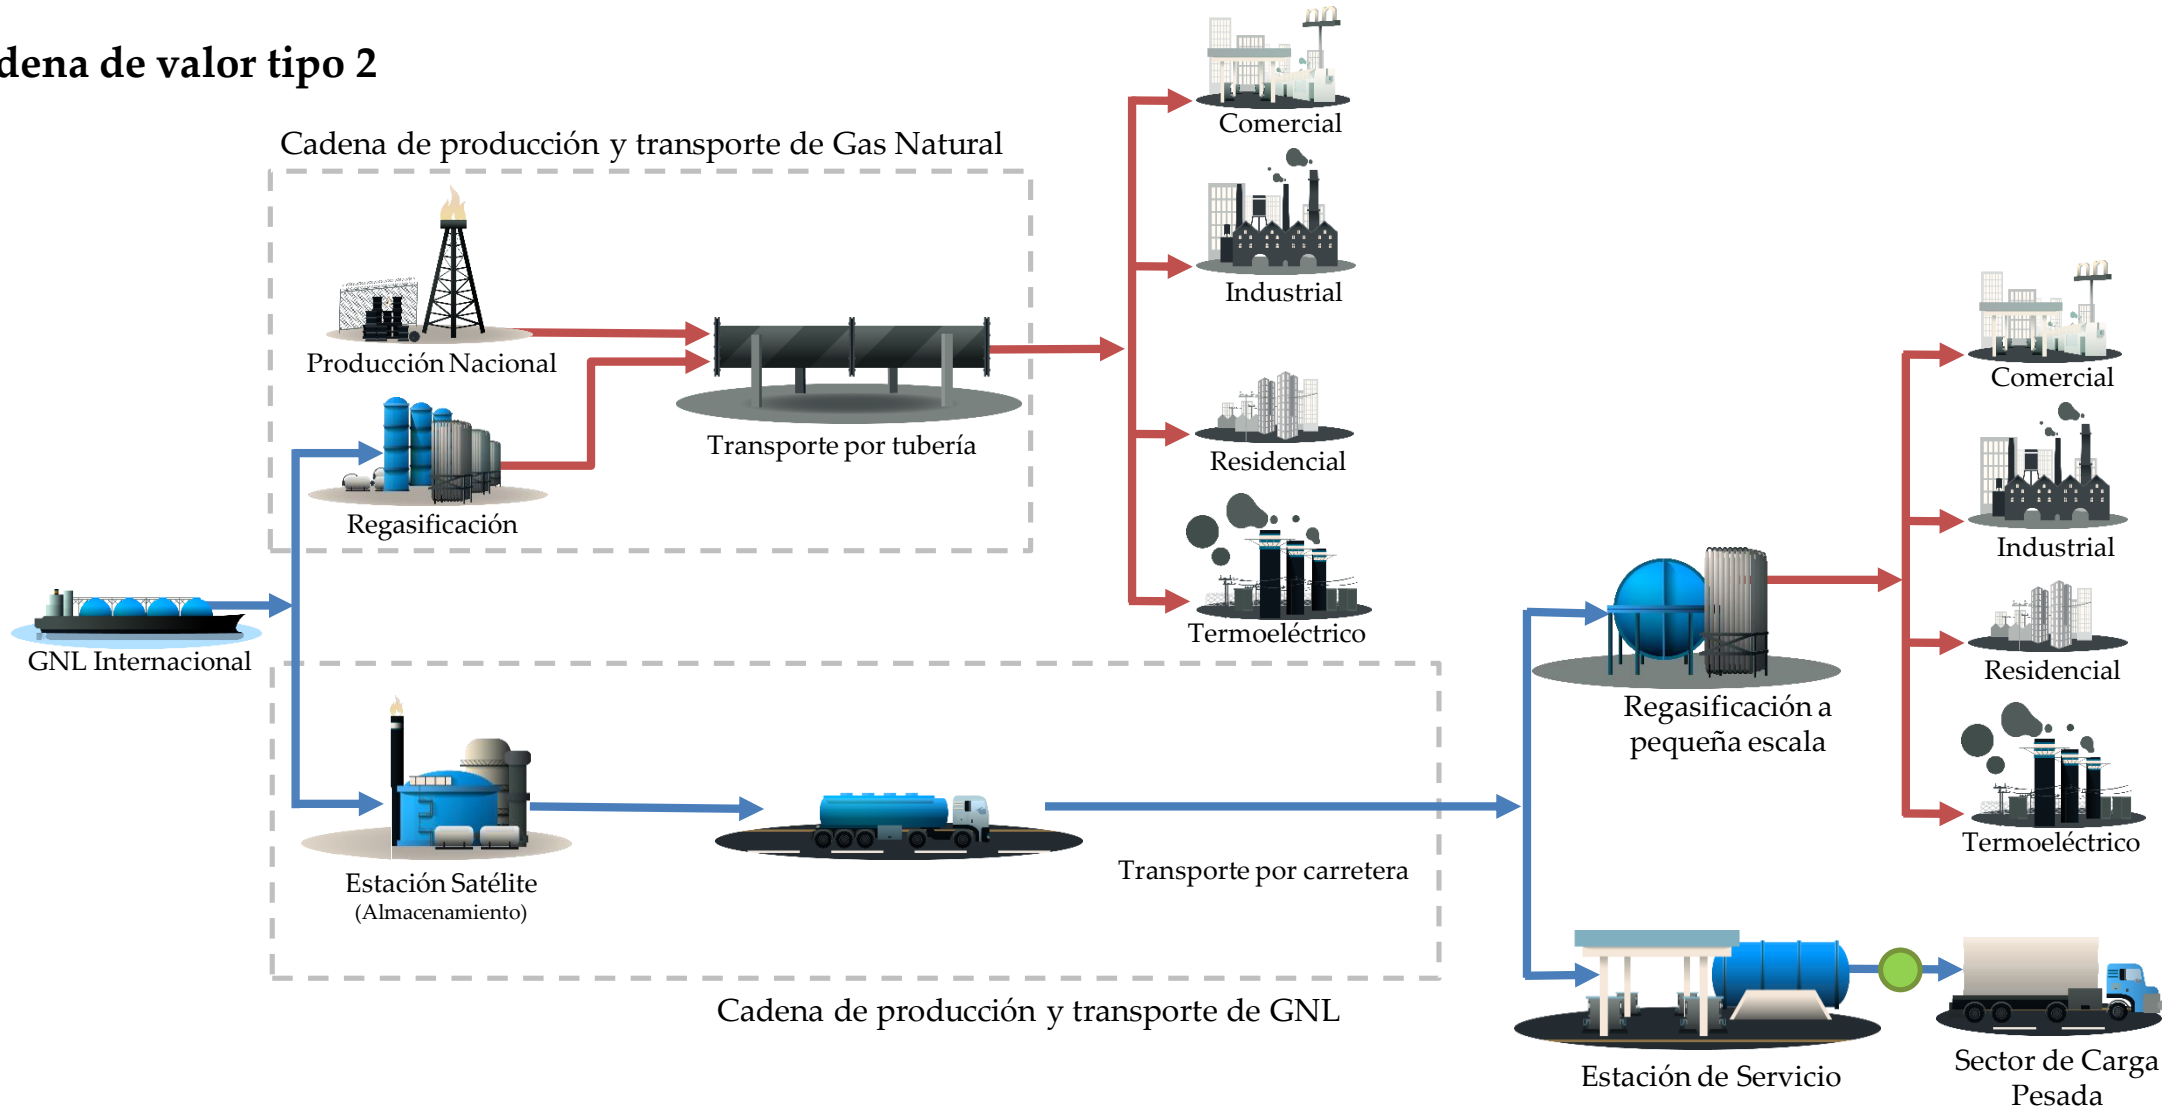 dena de valor tipo 2
Cadena de producción y transporte de Gas Natural
Producción Nacional
Regasificación
Transporte por tubería
Comercial
Industrial
Residencial
Termoeléctrico
GNL Internacional
Estación Satélite
(Almacenamiento)
Transporte por carretera
Cadena de producción y transporte de GNL
Regasificación a
pequeña escala
Comercial
Industrial
Residencial
Termoeléctrico
Estación de Servicio
Sector de Carga
Pesada